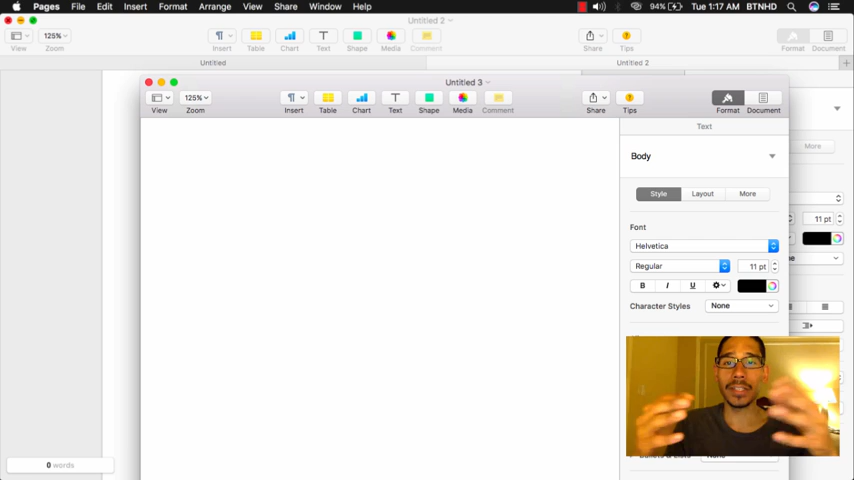 Pages File Edit Insert Format Arrange View Share Window Help 94% Tue 1:17 AM BTNHD
Untitled 2
125%
View Zoom Insert Table Chart Text Shape Media Comment Share Tips Format Document
Untitled Untitled 2
Untitled 3
125%
View Zoom Insert Table Chart Text Shape Media Comment Share Tips Format Document
Text
Body
More
Style Layout More
Font
Helvetica
11 pt
Regular 11 pt
B I U
Character Styles None
0 words